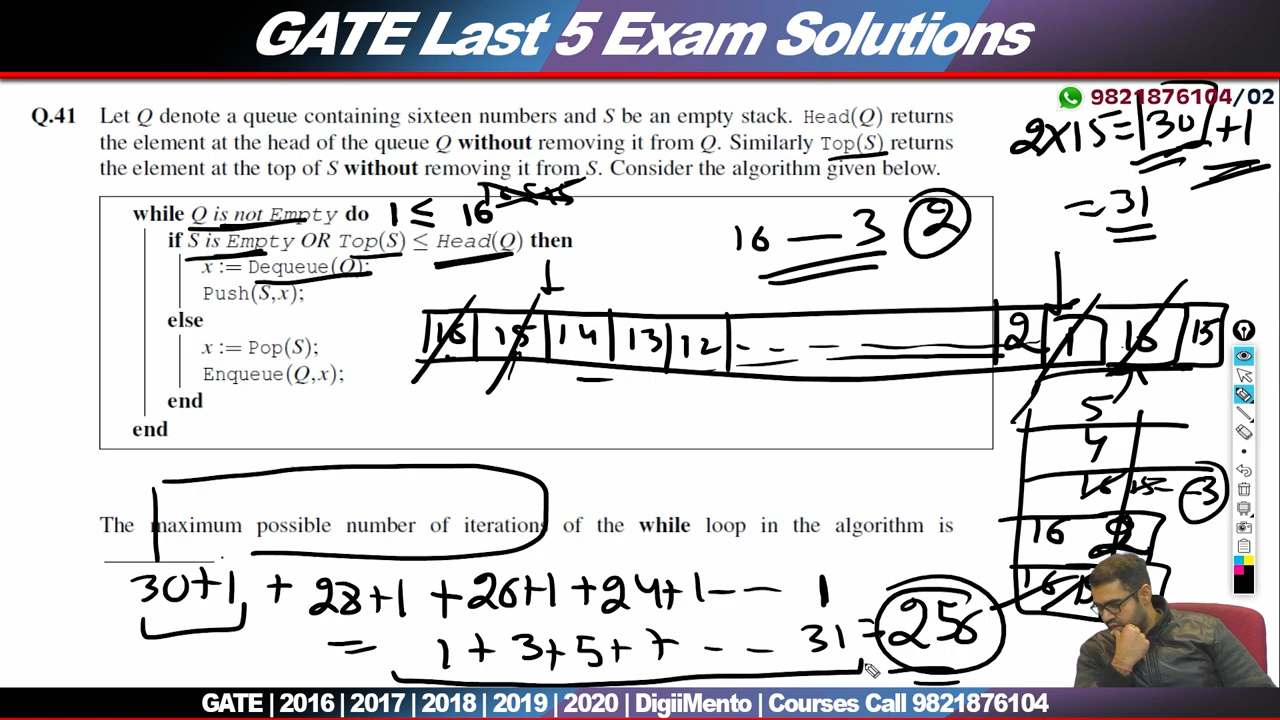 GATE Last 5 Exam Solutions
9821876104/02
Q.41 Let Q denote a queue containing sixteen numbers and S be an empty stack. Head(Q) returns
the element at the head of the queue Q without removing it from Q. Similarly Top(S) returns
the element at the top of S without removing it from S. Consider the algorithm given below.
2x15=30+1
=31
while Q is not Empty do
1 ≤ 16
if S is Empty OR Top(S) ≤ Head(Q) then
16 — 3 2
x := Dequeue(Q);
Push(S,x);
else
x := Pop(S);
Enqueue(Q,x);
end
end
16 15 14 13 12 - - - 2 1 16 15
5
4
16 15 - 3
16 2
16
The maximum possible number of iterations of the while loop in the algorithm is
________.
30+1 + 28+1 + 26+1 + 24+1 - - - 1
= 1 + 3 + 5 + 7 - - - 31 = 256
GATE | 2016 | 2017 | 2018 | 2019 | 2020 | DigiiMento | Courses Call 9821876104